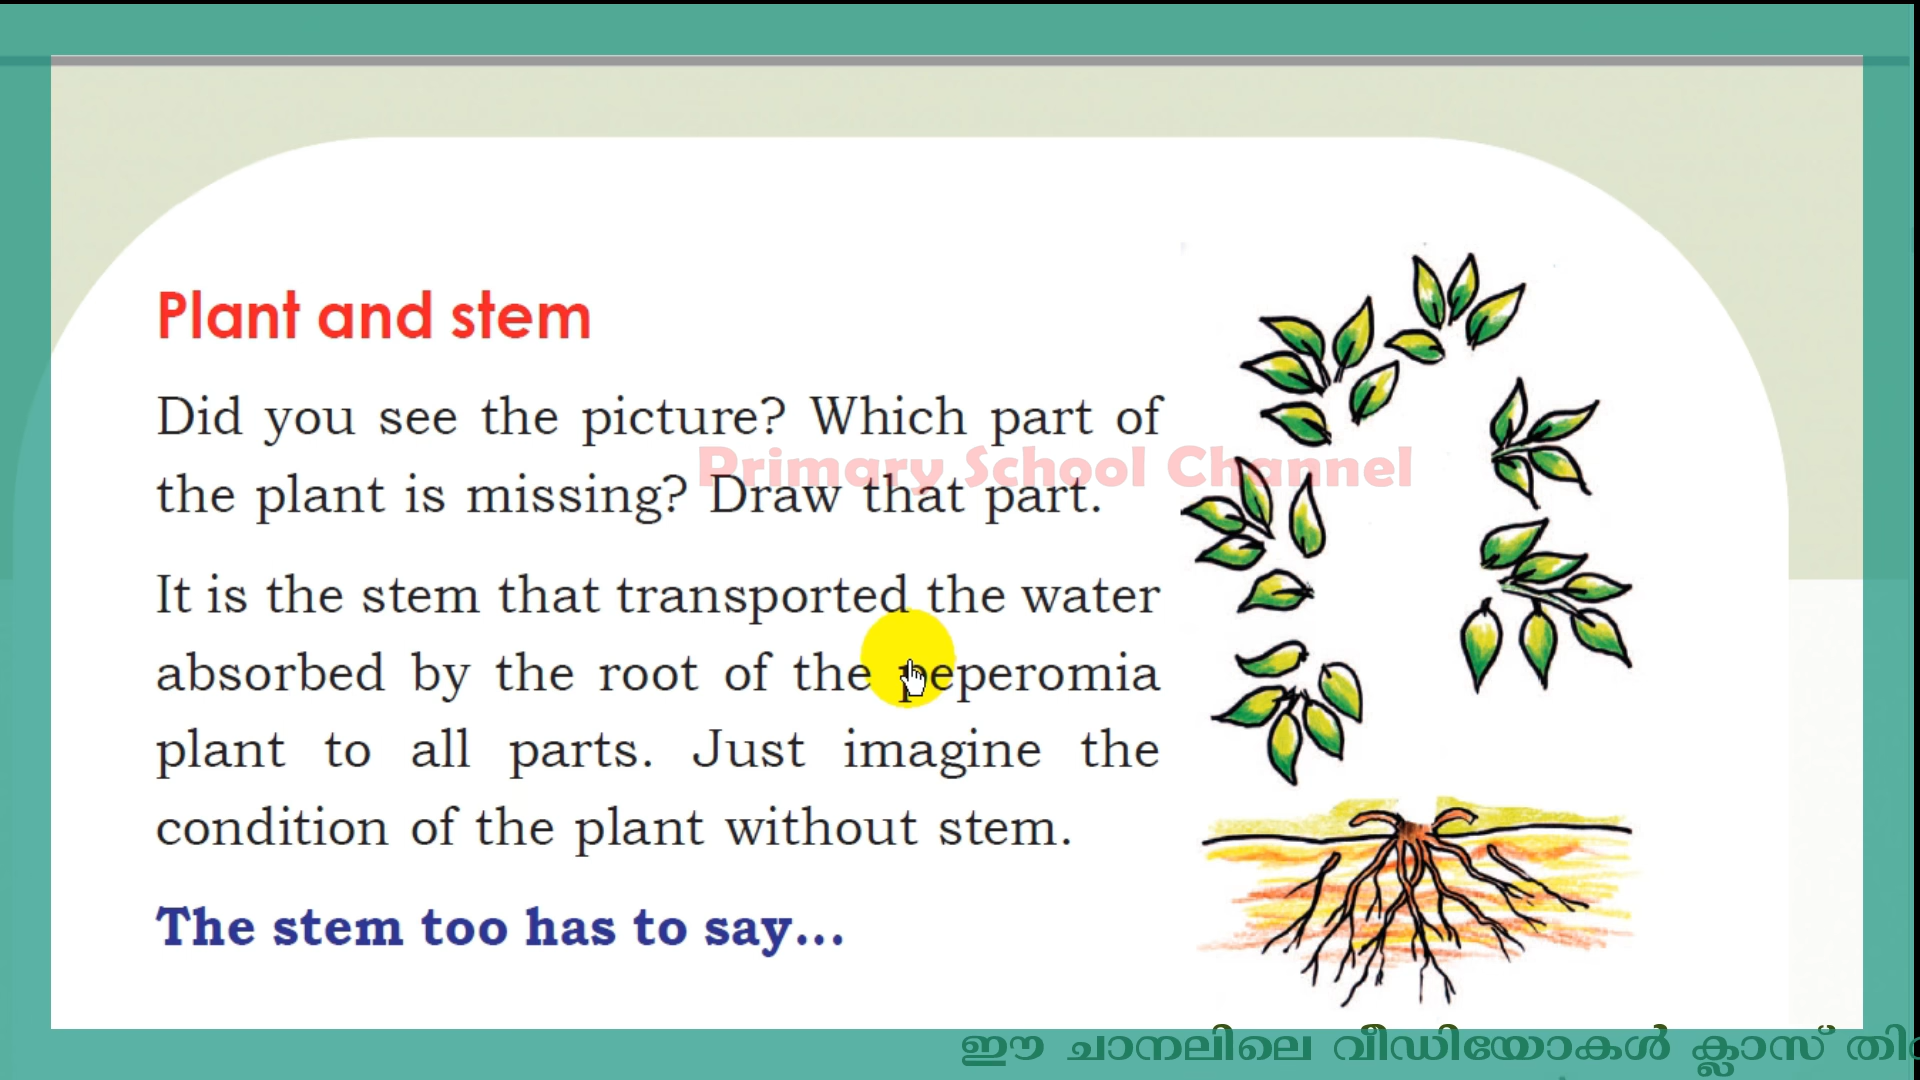 Plant and stem
Did you see the picture? Which part of
Primary School Channel
the plant is missing? Draw that part.
It is the stem that transported the water
absorbed by the root of the peperomia
plant to all parts. Just imagine the
condition of the plant without stem.
The stem too has to say...
ഈ ചാനലിലെ വീഡിയോകൾ ക്ലാസ്